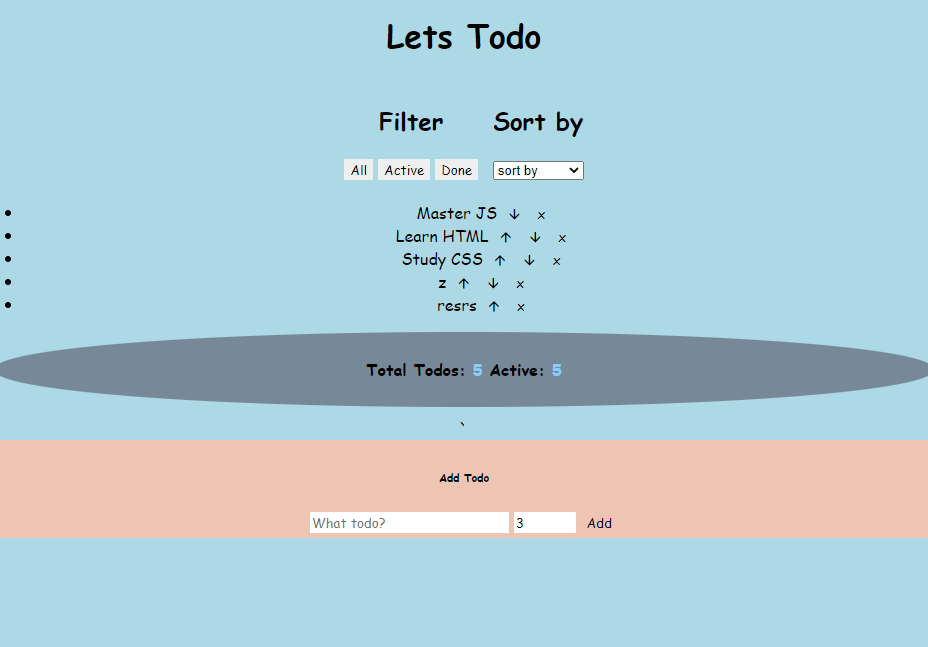 Lets Todo
Filter Sort by
All Active Done sort by
Master JS ↓ x
Learn HTML ↑ ↓ x
Study CSS ↑ ↓ x
z ↑ ↓ x
resrs ↑ x
Total Todos: 5 Active: 5
`
Add Todo
What todo? 3 Add